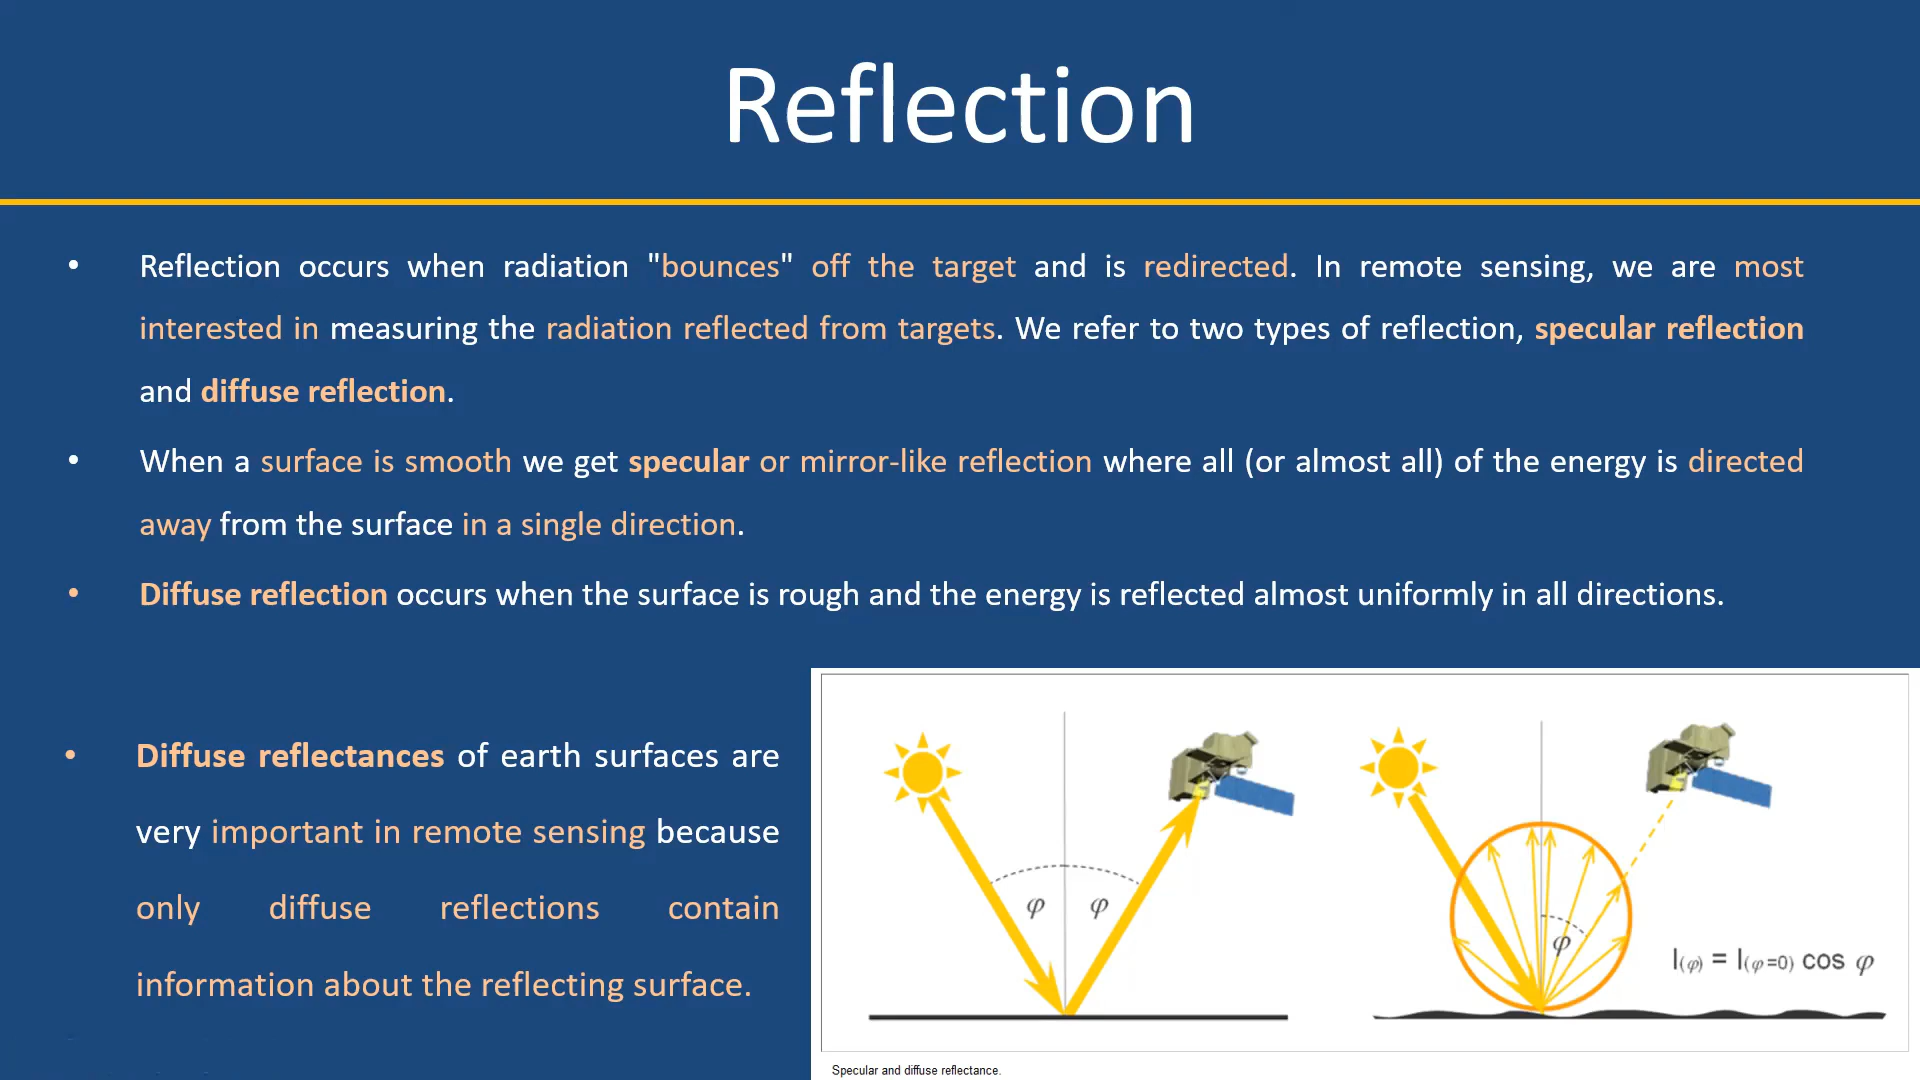 Reflection
• Reflection occurs when radiation "bounces" off the target and is redirected. In remote sensing, we are most
interested in measuring the radiation reflected from targets. We refer to two types of reflection, specular reflection
and diffuse reflection.
• When a surface is smooth we get specular or mirror-like reflection where all (or almost all) of the energy is directed
away from the surface in a single direction.
• Diffuse reflection occurs when the surface is rough and the energy is reflected almost uniformly in all directions.
• Diffuse reflectances of earth surfaces are
very important in remote sensing because
only diffuse reflections contain
information about the reflecting surface.
φ φ
φ
I(φ) = I(φ=0) cos φ
Specular and diffuse reflectance.